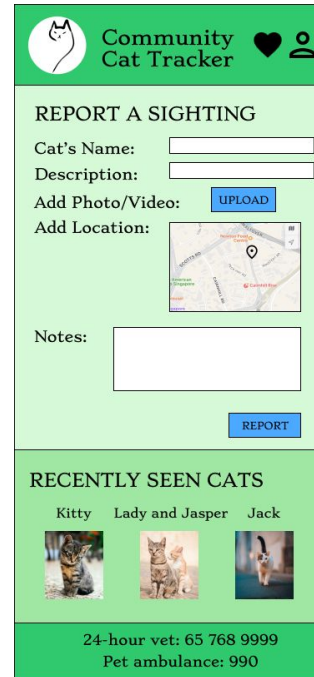 Community
Cat Tracker
REPORT A SIGHTING
Cat's Name:
Description:
Add Photo/Video:
UPLOAD
Add Location:
Notes:
REPORT
RECENTLY SEEN CATS
Kitty
Lady and Jasper
Jack
24-hour vet: 65 768 9999
Pet ambulance: 990